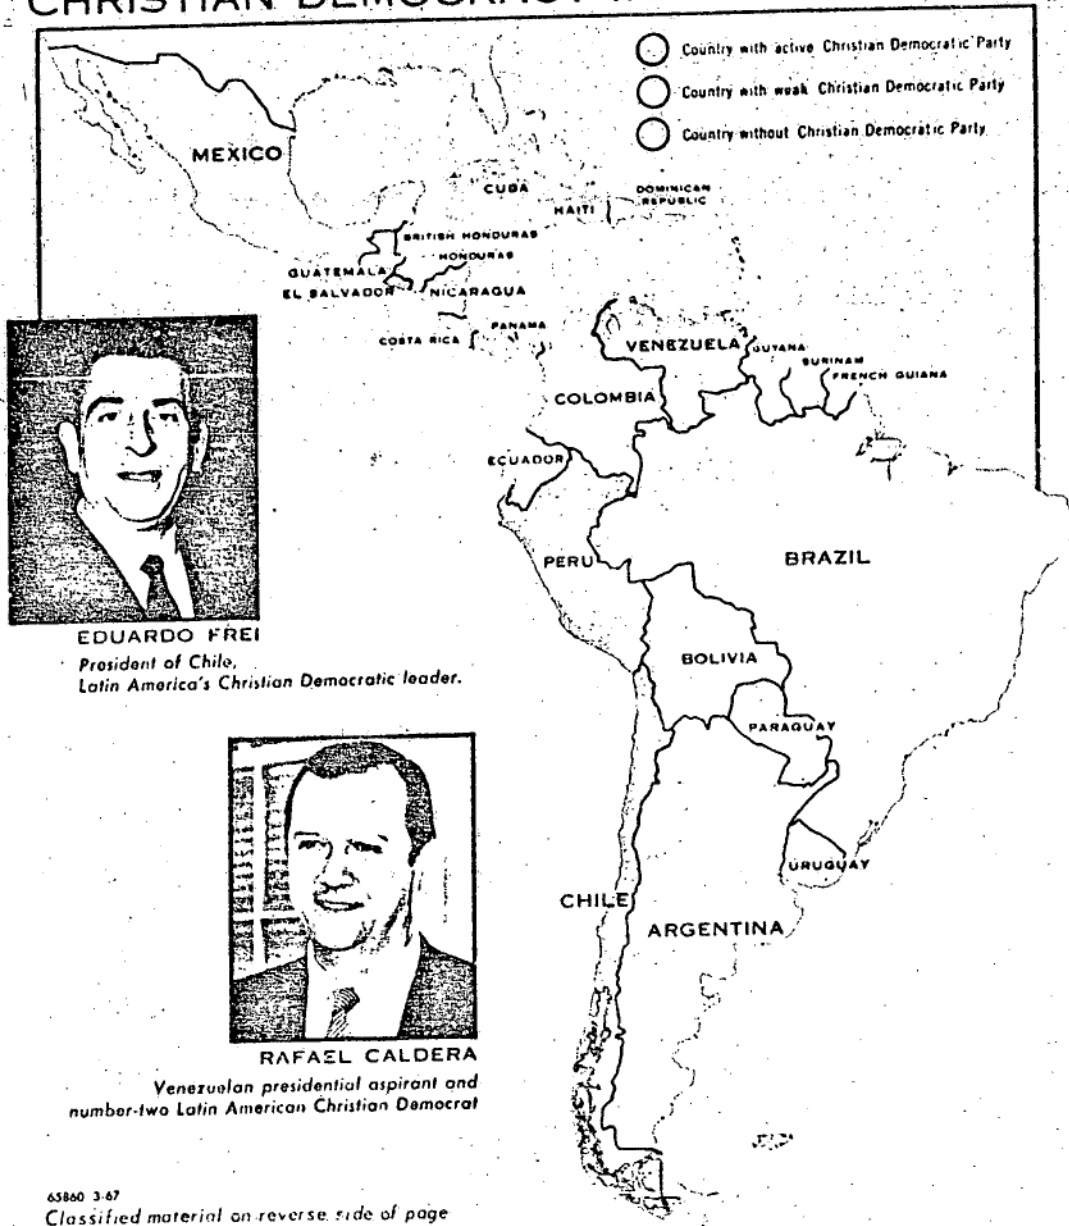 CHRISTIAN DEMOCRACY
Country with active Christian Democratic Party
Country with weak Christian Democratic Party
Country without Christian Democratic Party
MEXICO
CUBA
HAITI
DOMINICAN
REPUBLIC
BRITISH HONDURAS
HONDURAS
GUATEMALA
EL SALVADOR
NICARAGUA
COSTA RICA
PANAMA
VENEZUELA
GUYANA
SURINAM
FRENCH GUIANA
COLOMBIA
ECUADOR
PERU
BRAZIL
EDUARDO FREI
President of Chile,
Latin America's Christian Democratic leader.
BOLIVIA
PARAGUAY
URUGUAY
CHILE
ARGENTINA
RAFAEL CALDERA
Venezuelan presidential aspirant and
number-two Latin American Christian Democrat
65860 3-67
Classified material on reverse side of page